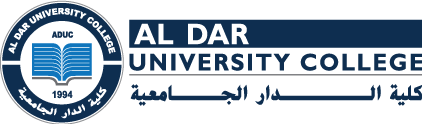 AL DAR UNIVERSITY COLLEGE
ADUC
1994
كلية الدار الجامعية
AL DAR
UNIVERSITY COLLEGE
كلية الدار الجامعية